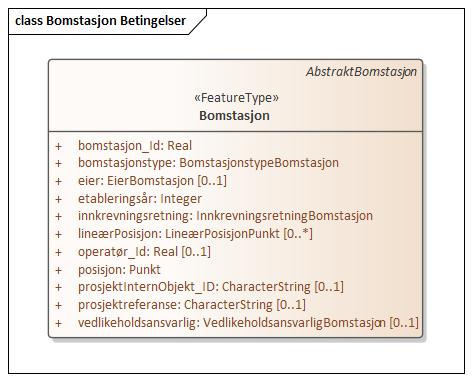 class Bomstasjon Betingelser
AbstraktBomstasjon
«FeatureType»
Bomstasjon
+ bomstasjon_Id: Real
+ bomstasjonstype: BomstasjonstypeBomstasjon
+ eier: EierBomstasjon [0..1]
+ etableringsår: Integer
+ innkrevningsretning: InnkrevningsretningBomstasjon
+ lineærPosisjon: LineærPosisjonPunkt [0..*]
+ operatør_Id: Real [0..1]
+ posisjon: Punkt
+ prosjektInternObjekt_ID: CharacterString [0..1]
+ prosjektreferanse: CharacterString [0..1]
+ vedlikeholdsansvarlig: VedlikeholdsansvarligBomstasjon [0..1]